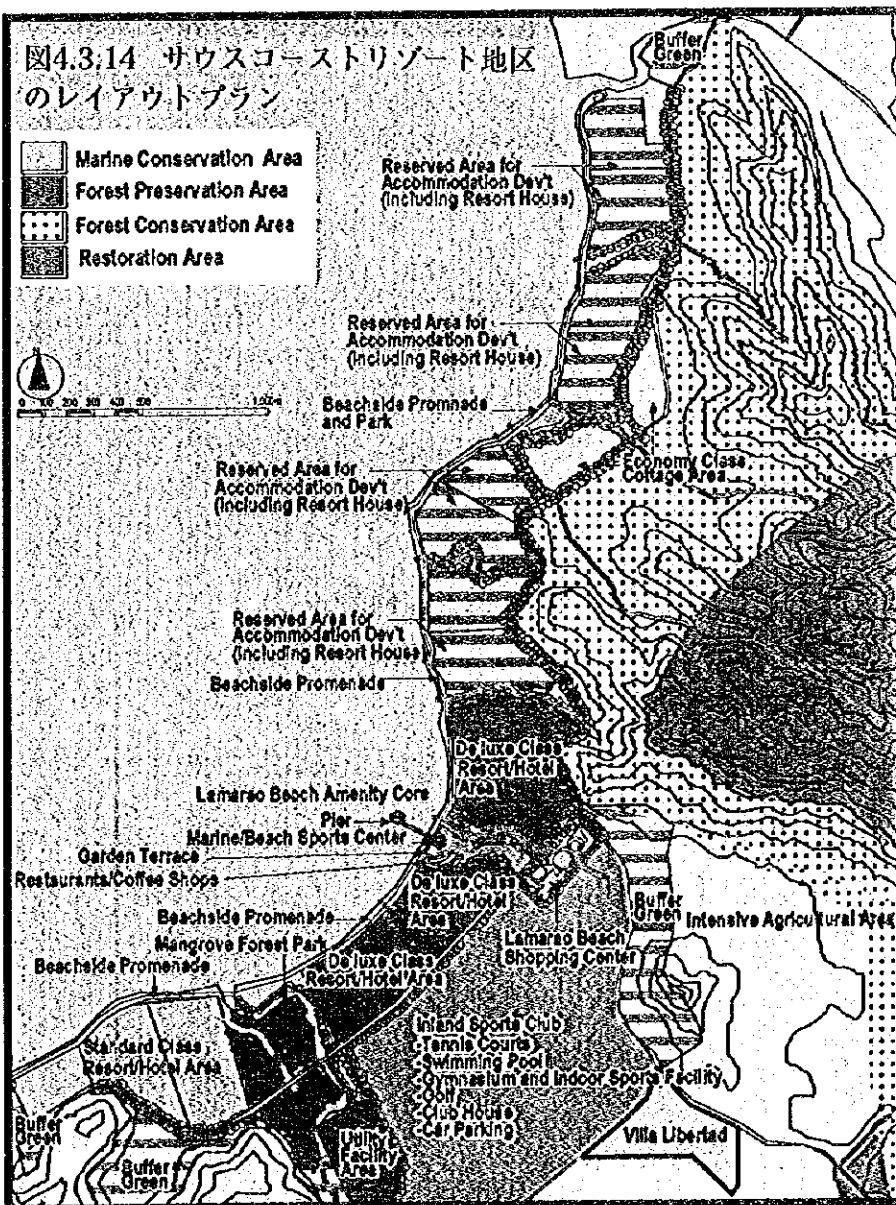 図4.3.14 サウスコーストリゾート地区
のレイアウトプラン
Marine Conservation Area
Forest Preservation Area
Forest Conservation Area
Restoration Area
Buffer
Green
Reserved Area for
Accommodation Dev't
(Including Resort House)
Reserved Area for
Accommodation Dev't
(Including Resort House)
Beachside Promnade
and Park
Economy Class
Cottage Area
Reserved Area for
Accommodation Dev't
(Including Resort House)
Reserved Area for
Accommodation Dev't
(Including Resort House)
Beachside Promenade
De luxe Class
Resort/Hotel
Area
Lamarao Beach Amenity Core
Pier
Marine/Beach Sports Center
Garden Terrace
Restaurants/Coffee Shops
De luxe Class
Resort/Hotel
Area
Beachside Promenade
Mangrove Forest Park
De luxe Class
Resort/Hotel Area
Beachside Promenade
Lamarao Beach
Shopping Center
Buffer
Green
Intensive Agricultural Area
Standard Class
Resort/Hotel Area
Inland Sports Club
-Tennis Courts
-Swimming Pool
-Gymnasium and Indoor Sports Facility
-Golf
-Club House
-Car Parking
Buffer
Green
Buffer
Green
Utility
Facility
Area
Villa Libertad